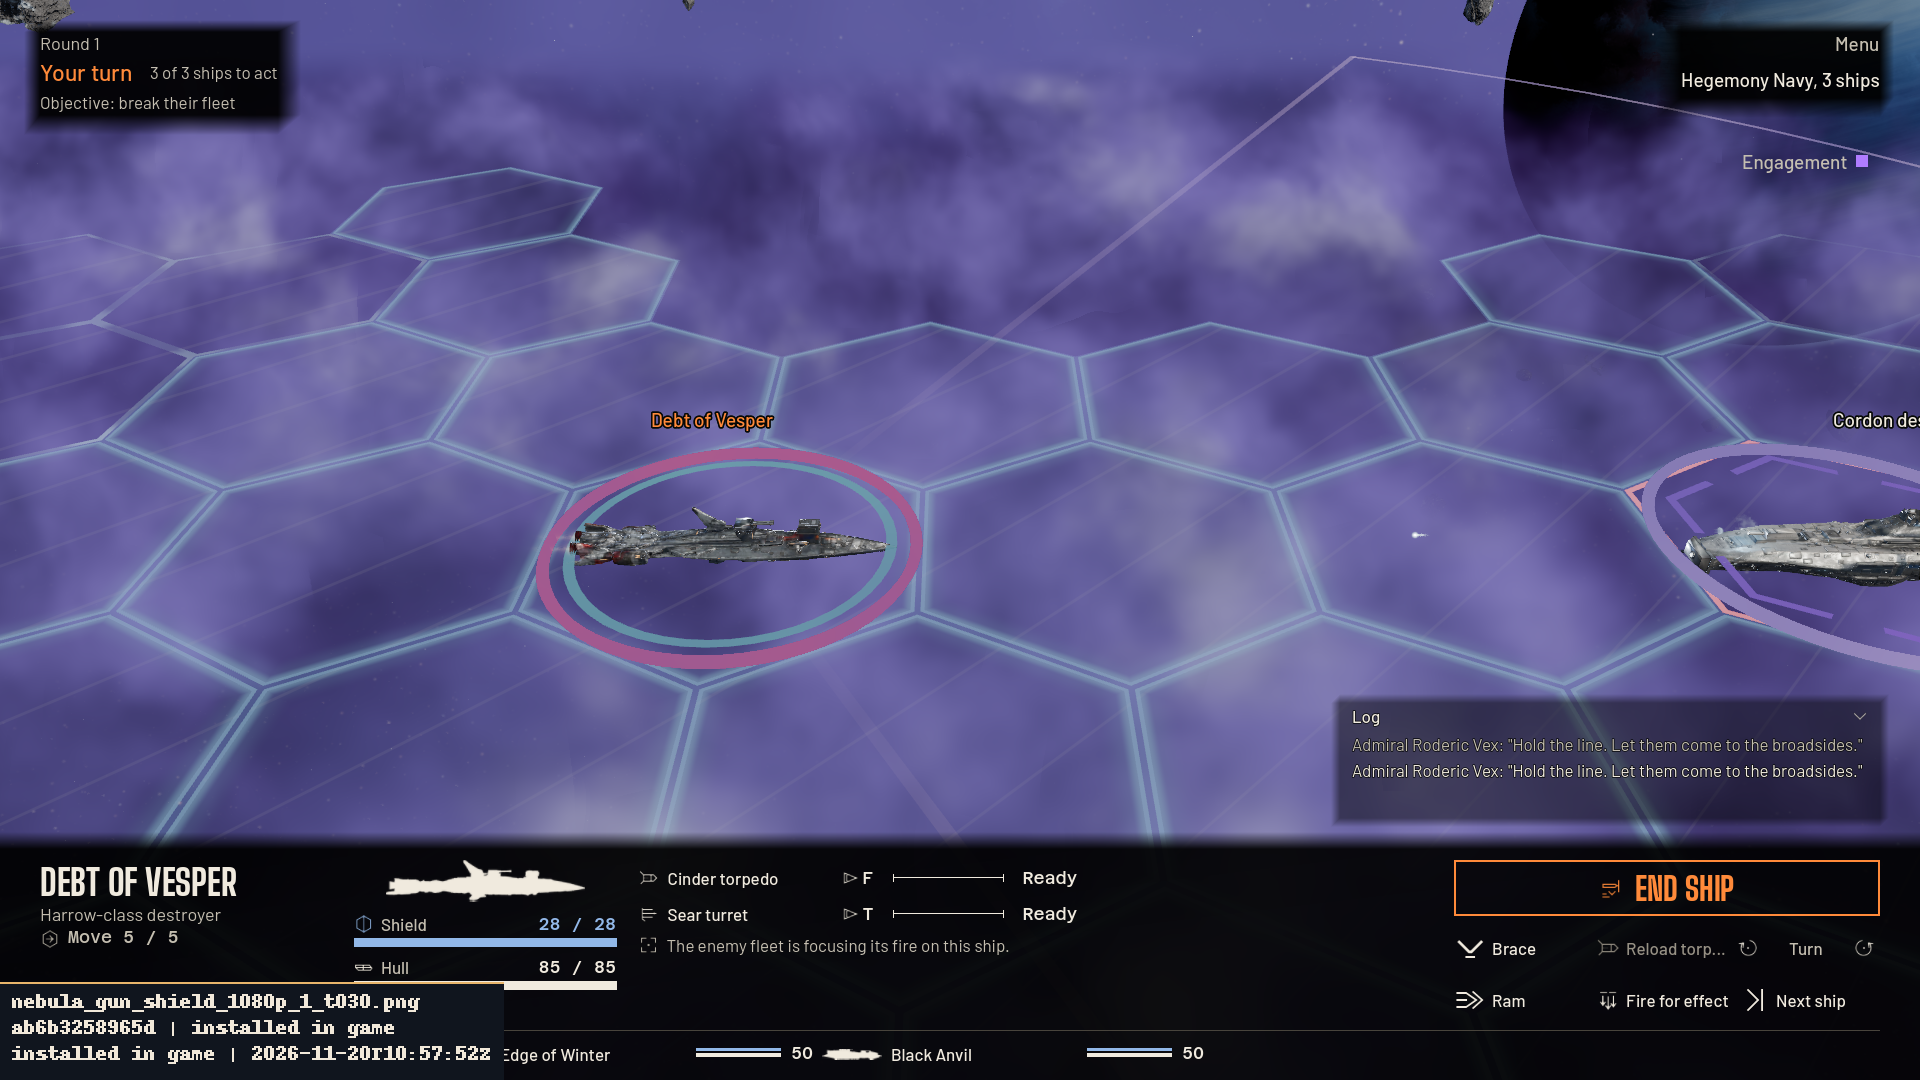 Round 1
Your turn 3 of 3 ships to act
Objective: break their fleet
Menu
Hegemony Navy, 3 ships
Engagement
Debt of Vesper
Cordon des
Log
Admiral Roderic Vex: "Hold the line. Let them come to the broadsides."
Admiral Roderic Vex: "Hold the line. Let them come to the broadsides."
DEBT OF VESPER
Harrow-class destroyer
Move 5 / 5
Shield 28 / 28
Hull 85 / 85
Cinder torpedo F Ready
Sear turret T Ready
The enemy fleet is focusing its fire on this ship.
END SHIP
Brace Reload torp... Turn
Ram Fire for effect Next ship
nebula_gun_shield_1080p_1_t030.png
ab6b3258965d | installed in game
installed in game | 2026-11-20T10:57:52Z
Edge of Winter 50 Black Anvil 50